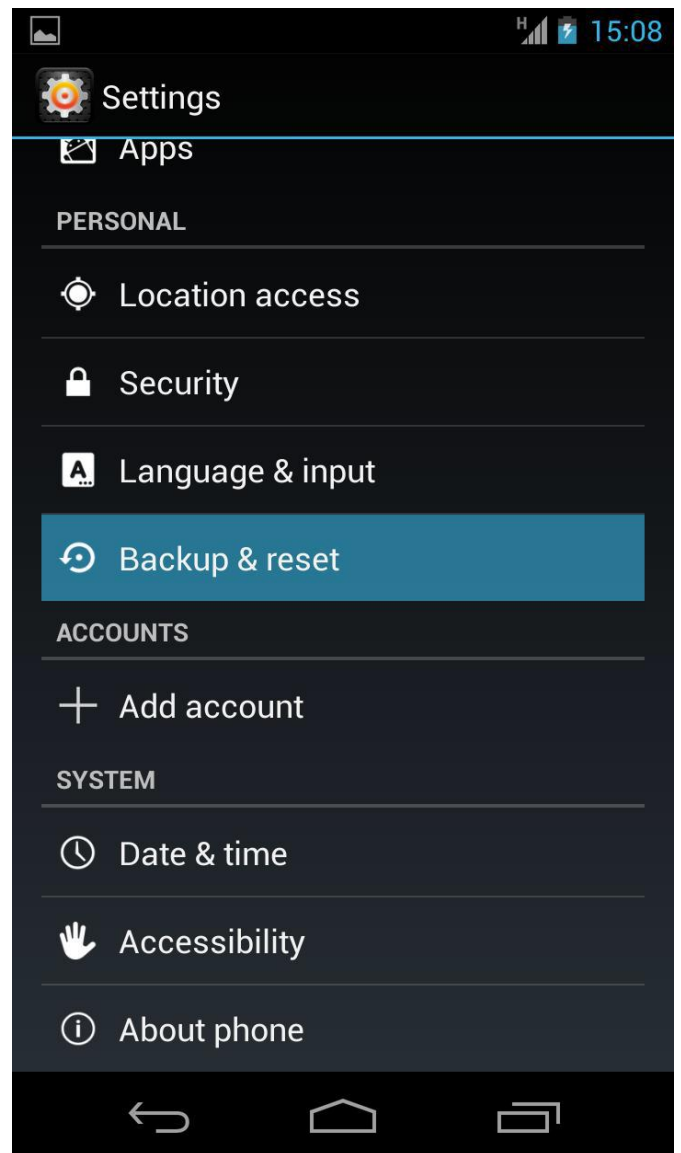 H 15:08
Settings
Apps
PERSONAL
Location access
Security
A Language & input
Backup & reset
ACCOUNTS
Add account
SYSTEM
Date & time
Accessibility
About phone